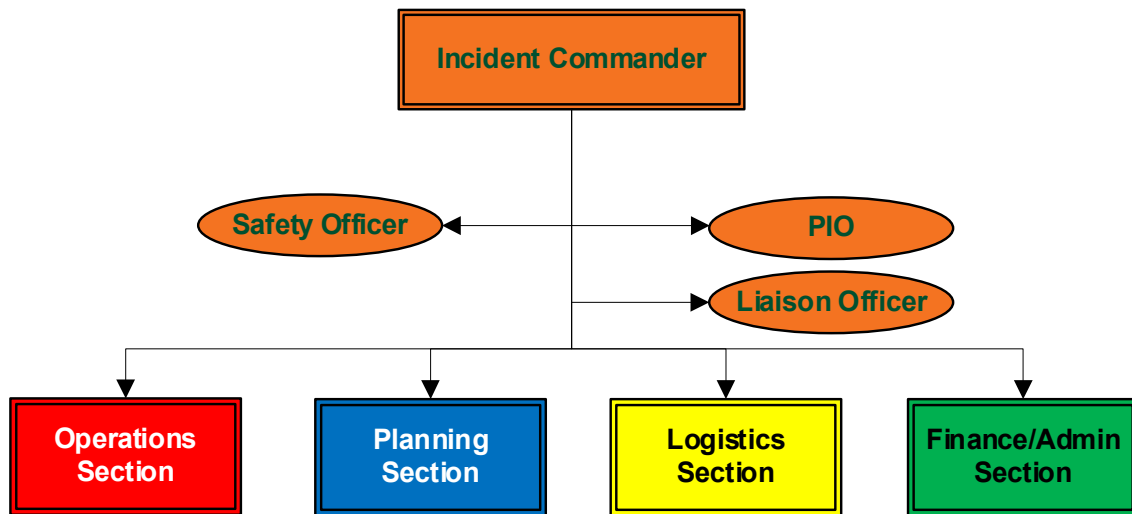 Incident Commander
Safety Officer
PIO
Liaison Officer
Operations
Section
Planning
Section
Logistics
Section
Finance/Admin
Section